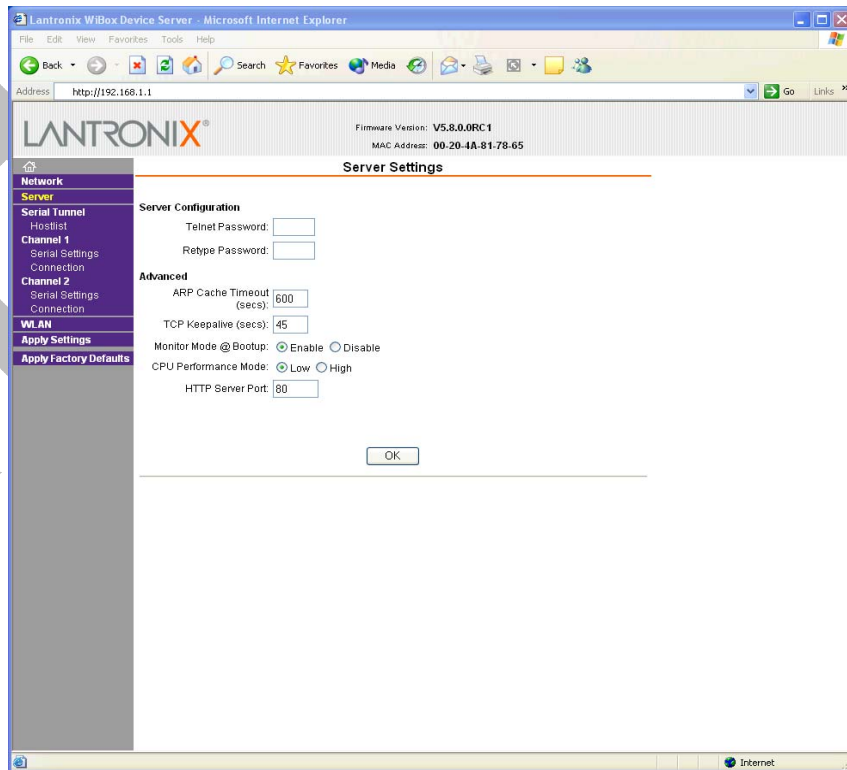 Lantronix WiBox Device Server - Microsoft Internet Explorer
File Edit View Favorites Tools Help
Back Search Favorites Media
Address http://192.168.1.1 Go Links »
LANTRONIX®
Firmware Version: V5.8.0.0RC1
MAC Address: 00-20-4A-81-78-65
Server Settings
Network
Server
Serial Tunnel
Hostlist
Channel 1
Serial Settings
Connection
Channel 2
Serial Settings
Connection
WLAN
Apply Settings
Apply Factory Defaults
Server Configuration
Telnet Password:
Retype Password:
Advanced
ARP Cache Timeout
(secs): 600
TCP Keepalive (secs): 45
Monitor Mode @ Bootup: Enable Disable
CPU Performance Mode: Low High
HTTP Server Port: 80
OK
Internet